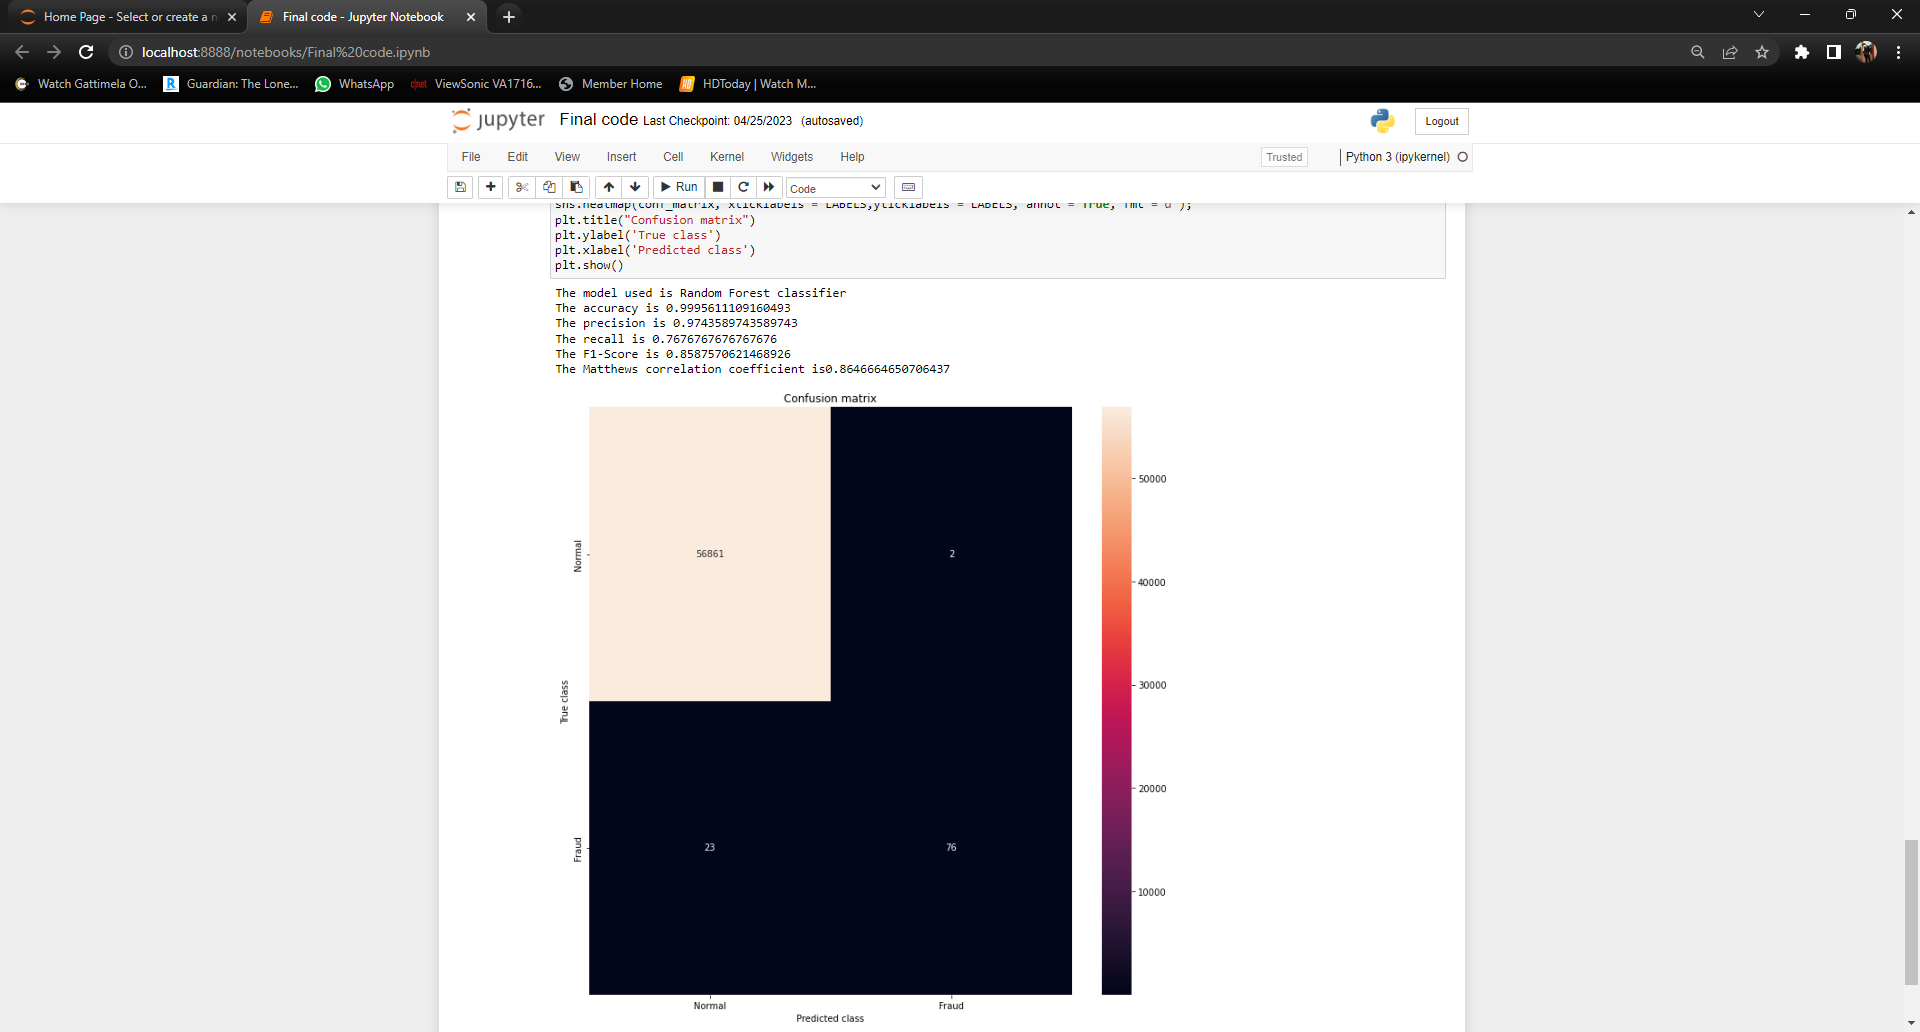 Home Page - Select or create a n
Final code - Jupyter Notebook
localhost:8888/notebooks/Final%20code.ipynb
Watch Gattimela O...
R
Guardian: The Lone...
WhatsApp
c|net
ViewSonic VA1716...
Member Home
HD
HDToday | Watch M...
jupyter
Final code Last Checkpoint: 04/25/2023 (autosaved)
Logout
File Edit View Insert Cell Kernel Widgets Help
Trusted
Python 3 (ipykernel)
Run
Code
sns.heatmap(conf_matrix, xticklabels = LABELS,yticklabels = LABELS, annot = True, fmt ="d");
plt.title("Confusion matrix")
plt.ylabel('True class')
plt.xlabel('Predicted class')
plt.show()
The model used is Random Forest classifier
The accuracy is 0.9995611109160493
The precision is 0.9743589743589743
The recall is 0.7676767676767676
The F1-Score is 0.8587570621468926
The Matthews correlation coefficient is0.8646664650706437
Confusion matrix
50000
40000
30000
20000
10000
Normal
56861
2
True class
Fraud
23
76
Normal
Fraud
Predicted class